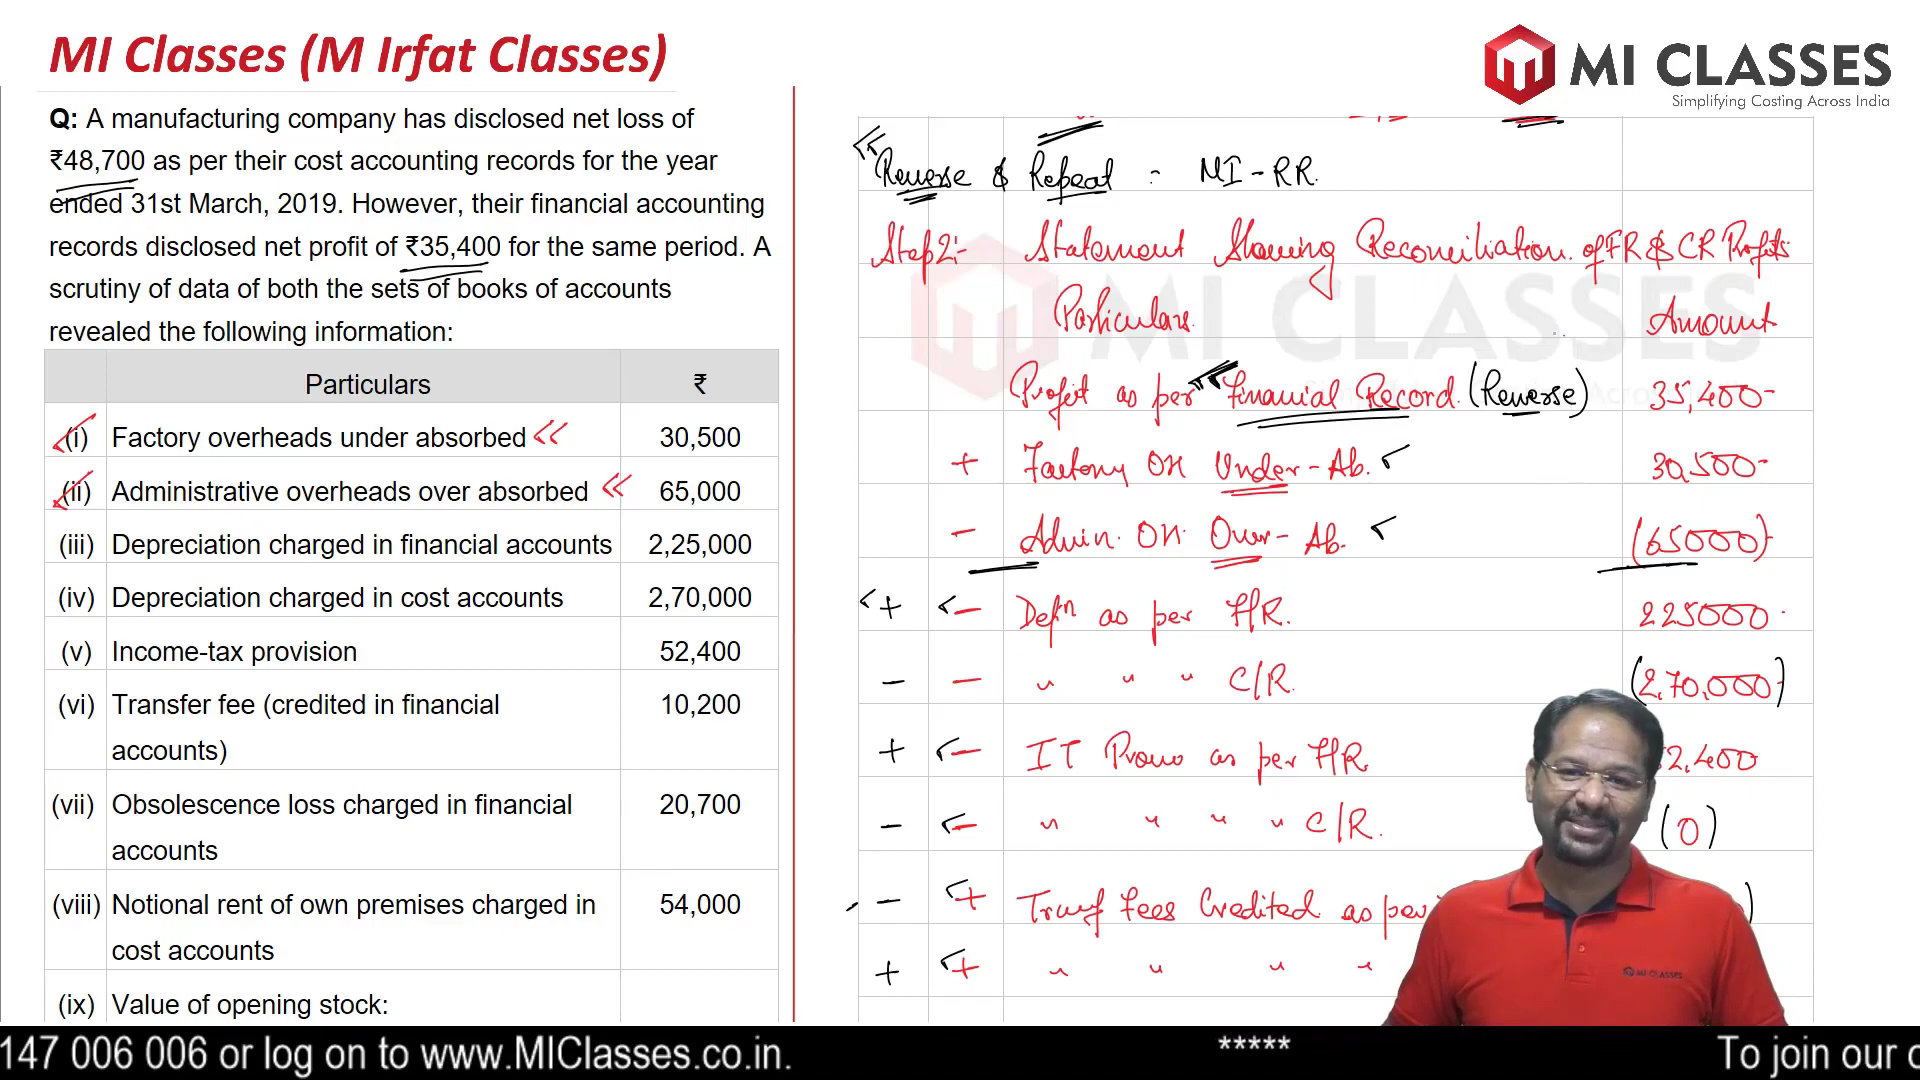 MI Classes (M Irfat Classes)
MI CLASSES
Simplifying Costing Across India
Q: A manufacturing company has disclosed net loss of
₹48,700 as per their cost accounting records for the year
ended 31st March, 2019. However, their financial accounting
records disclosed net profit of ₹35,400 for the same period. A
scrutiny of data of both the sets of books of accounts
revealed the following information:
Particulars ₹
(i) Factory overheads under absorbed 30,500
(ii) Administrative overheads over absorbed 65,000
(iii) Depreciation charged in financial accounts 2,25,000
(iv) Depreciation charged in cost accounts 2,70,000
(v) Income-tax provision 52,400
(vi) Transfer fee (credited in financial 10,200
accounts)
(vii) Obsolescence loss charged in financial 20,700
accounts
(viii) Notional rent of own premises charged in 54,000
cost accounts
(ix) Value of opening stock:
Reverse & Repeat :- MI-RR.
Step2:- Statement Showing Reconciliation of FR & CR Profits
Particulars Amount
MI CLASSES
Profit as per Financial Record (Reverse) 35,400-
+ Factory OH Under-Ab. 30,500-
- Admin. OH. Over-Ab. (65000)
+ - Depn as per F/R. 225000
- - " " " C/R. (2,70,000)
+ - IT Provo as per F/R 2,400
- - " " " " C/R. (0)
- + Transf Fees Credited as per )
+ + " " " "
MI CLASSES
147 006 006 or log on to www.MIClasses.co.in. ***** To join our